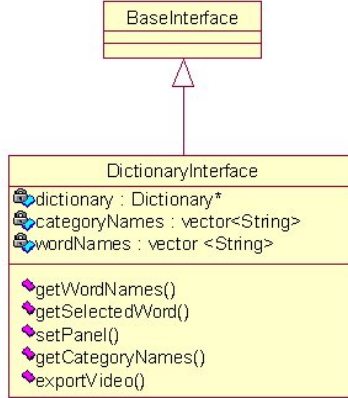 BaseInterface
DictionaryInterface
dictionary : Dictionary*
categoryNames : vector<String>
wordNames : vector <String>
getWordNames()
getSelectedWord()
setPanel()
getCategoryNames()
exportVideo()